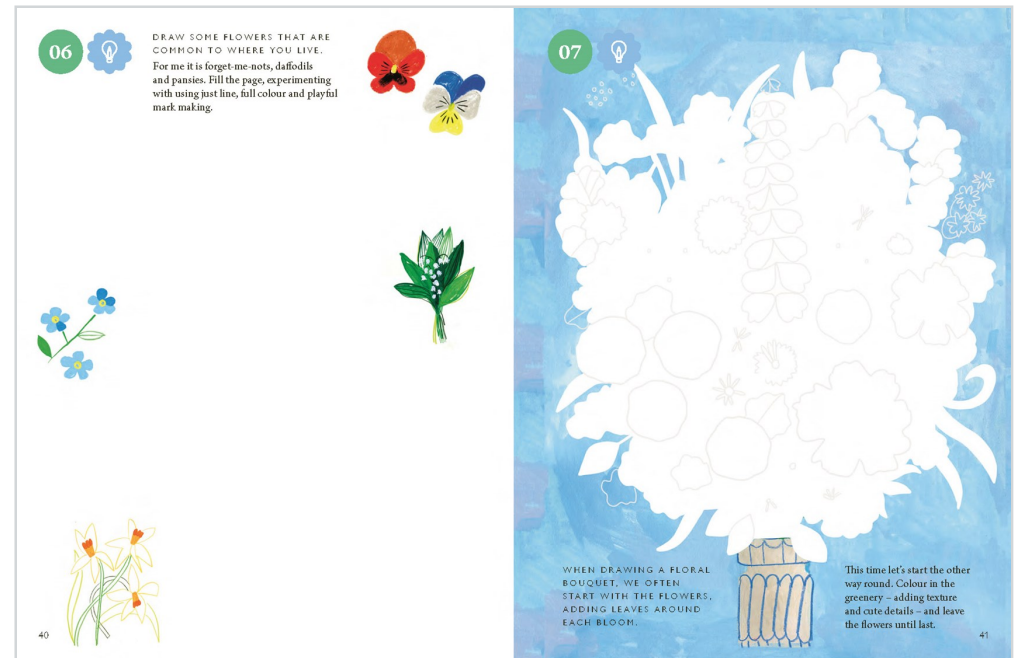 06
DRAW SOME FLOWERS THAT ARE
COMMON TO WHERE YOU LIVE.
For me it is forget-me-nots, daffodils
and pansies. Fill the page, experimenting
with using just line, full colour and playful
mark making.
40
07
WHEN DRAWING A FLORAL
BOUQUET, WE OFTEN
START WITH THE FLOWERS,
ADDING LEAVES AROUND
EACH BLOOM.
This time let's start the other
way round. Colour in the
greenery – adding texture
and cute details – and leave
the flowers until last.
41